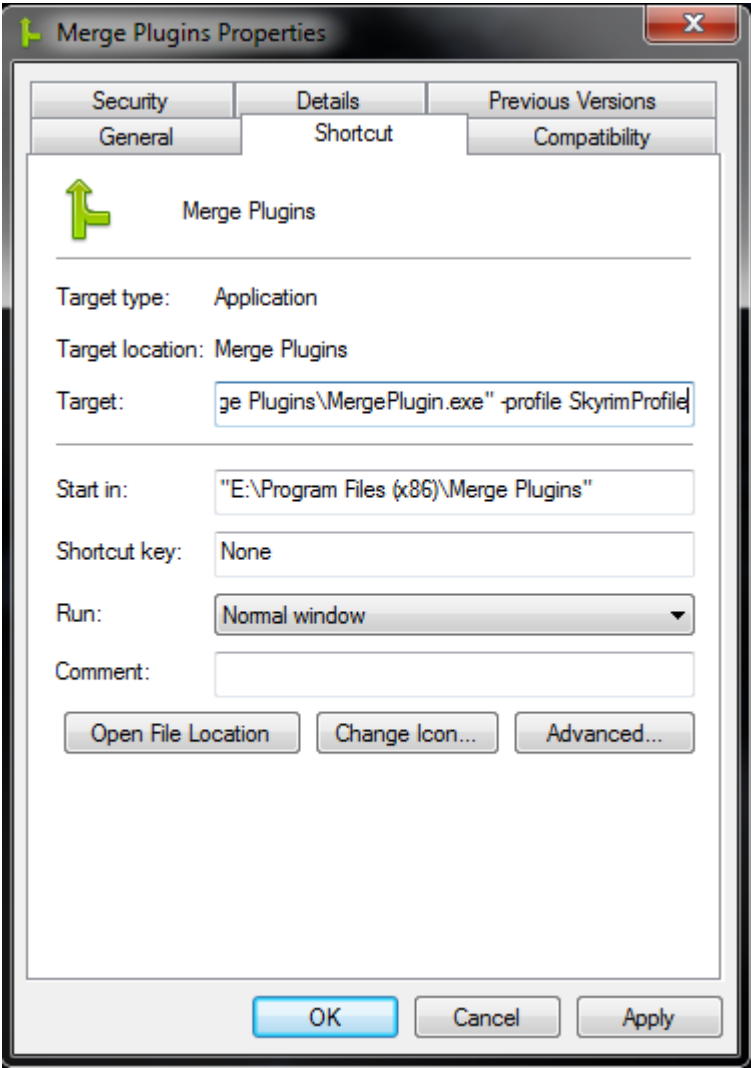 Merge Plugins Properties
Security Details Previous Versions
General Shortcut Compatibility
Merge Plugins
Target type: Application
Target location: Merge Plugins
Target: ge Plugins\MergePlugin.exe" -profile SkyrimProfile
Start in: "E:\Program Files (x86)\Merge Plugins"
Shortcut key: None
Run: Normal window
Comment:
Open File Location Change Icon... Advanced...
OK Cancel Apply